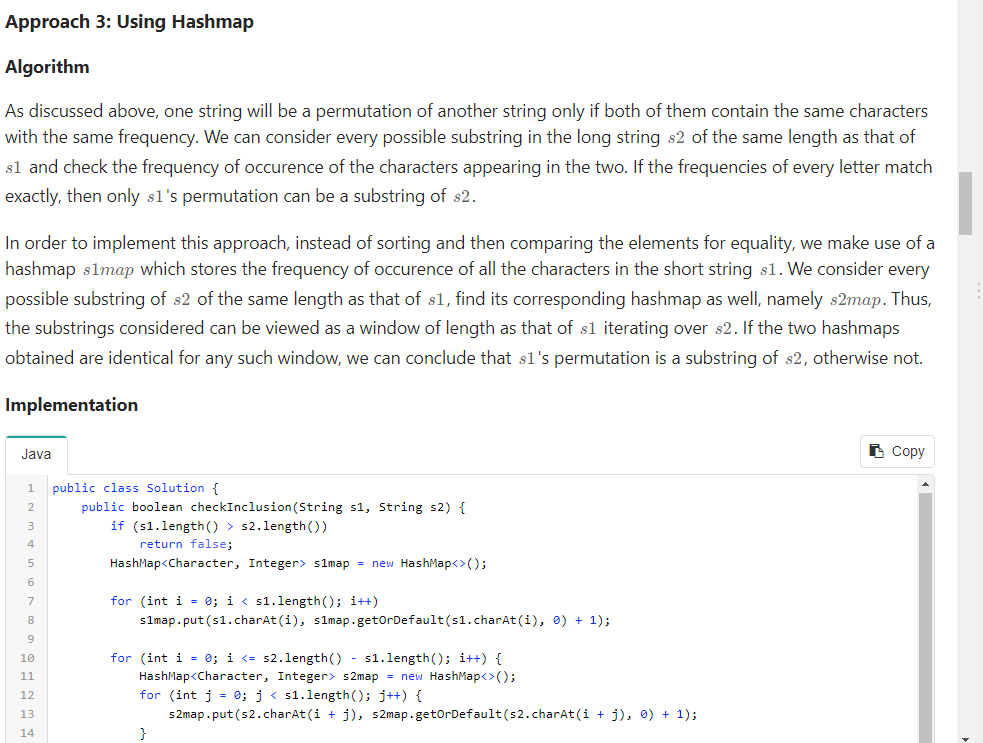 Approach 3: Using Hashmap
Algorithm
As discussed above, one string will be a permutation of another string only if both of them contain the same characters
with the same frequency. We can consider every possible substring in the long string s2 of the same length as that of
s1 and check the frequency of occurence of the characters appearing in the two. If the frequencies of every letter match
exactly, then only s1's permutation can be a substring of s2.
In order to implement this approach, instead of sorting and then comparing the elements for equality, we make use of a
hashmap s1map which stores the frequency of occurence of all the characters in the short string s1. We consider every
possible substring of s2 of the same length as that of s1, find its corresponding hashmap as well, namely s2map. Thus,
the substrings considered can be viewed as a window of length as that of s1 iterating over s2. If the two hashmaps
obtained are identical for any such window, we can conclude that s1's permutation is a substring of s2, otherwise not.
Implementation
Java
Copy
1 public class Solution {
2 public boolean checkInclusion(String s1, String s2) {
3 if (s1.length() > s2.length())
4 return false;
5 HashMap<Character, Integer> s1map = new HashMap<>();
6
7 for (int i = 0; i < s1.length(); i++)
8 s1map.put(s1.charAt(i), s1map.getOrDefault(s1.charAt(i), 0) + 1);
9
10 for (int i = 0; i <= s2.length() - s1.length(); i++) {
11 HashMap<Character, Integer> s2map = new HashMap<>();
12 for (int j = 0; j < s1.length(); j++) {
13 s2map.put(s2.charAt(i + j), s2map.getOrDefault(s2.charAt(i + j), 0) + 1);
14 }